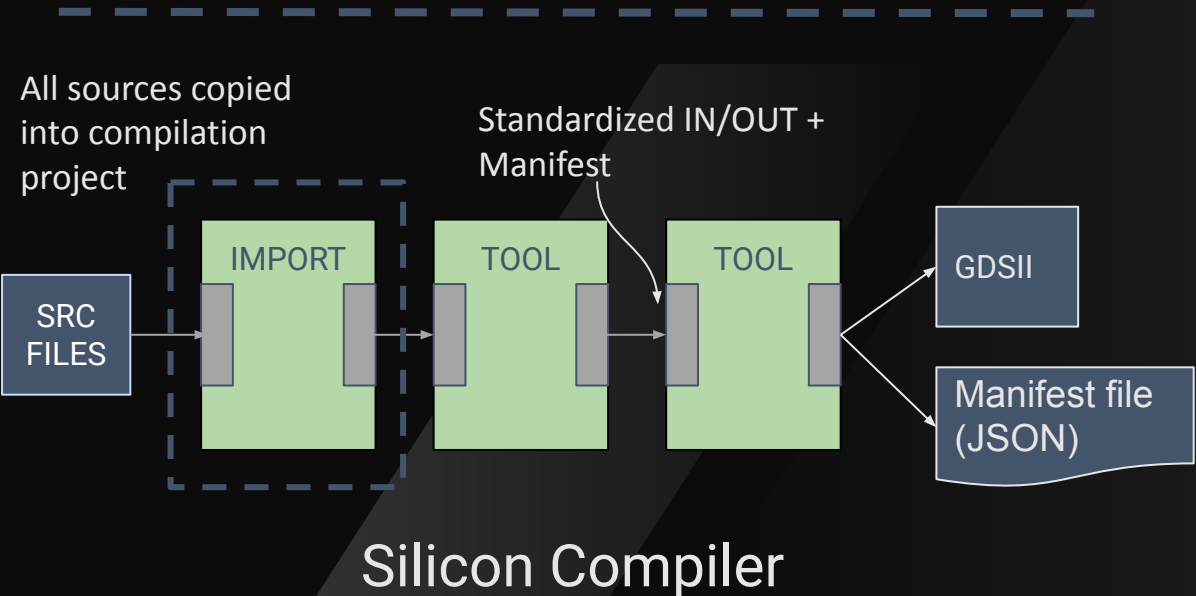 All sources copied
into compilation
project
Standardized IN/OUT +
Manifest
SRC
FILES
IMPORT
TOOL
TOOL
GDSII
Manifest file
(JSON)
Silicon Compiler